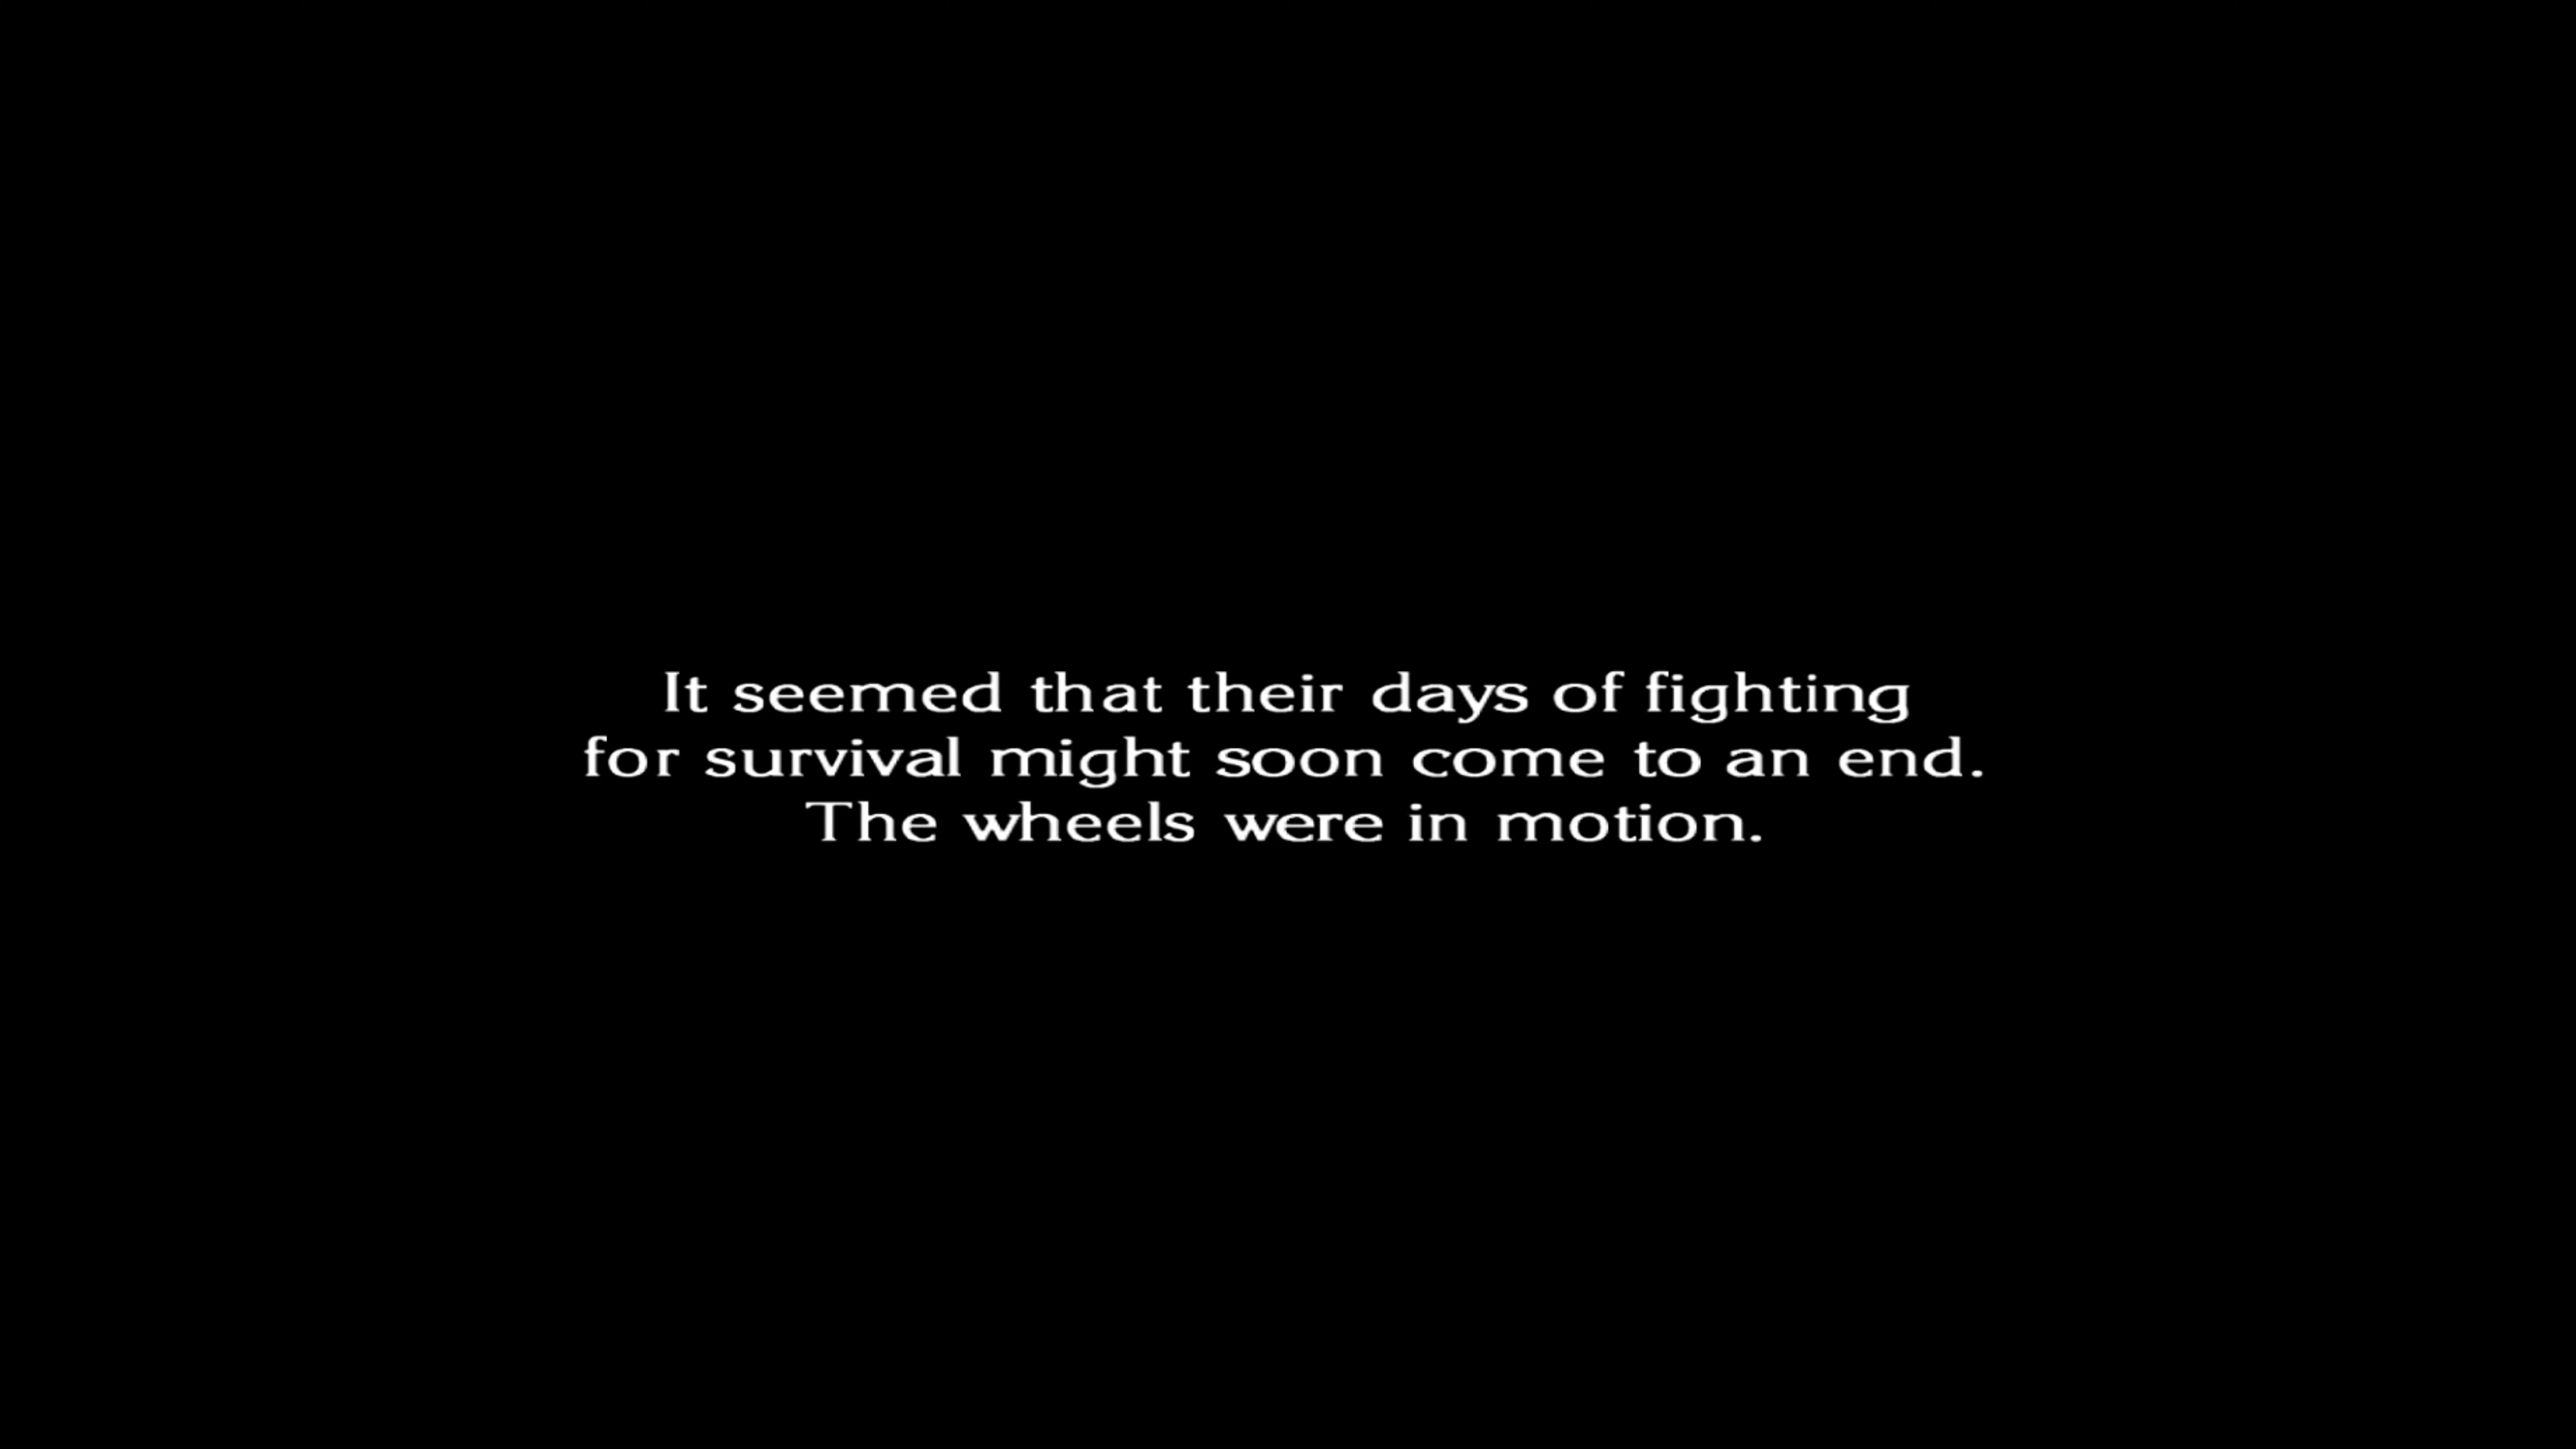 It seemed that their days of fighting
for survival might soon come to an end.
The wheels were in motion.